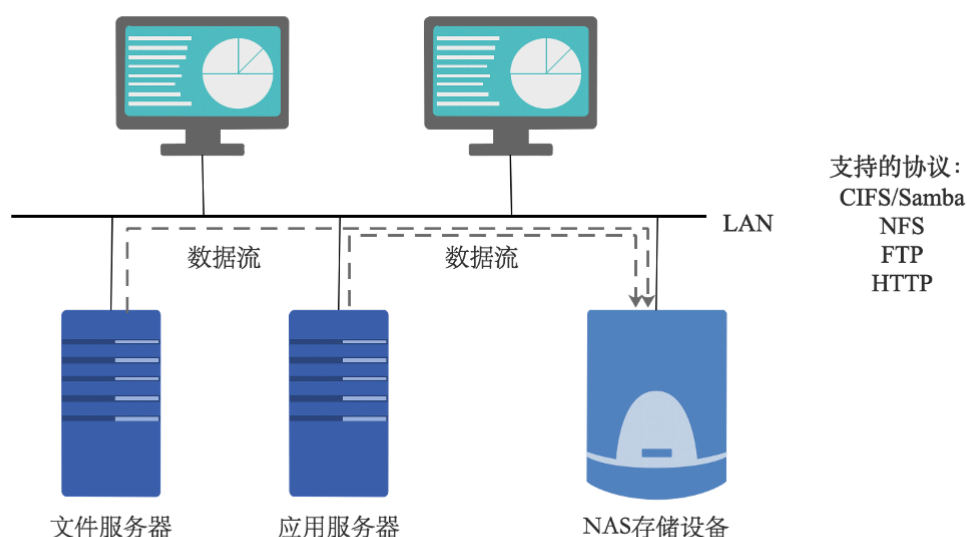 支持的协议：
CIFS/Samba
NFS
FTP
HTTP
LAN
数据流
数据流
文件服务器
应用服务器
NAS存储设备